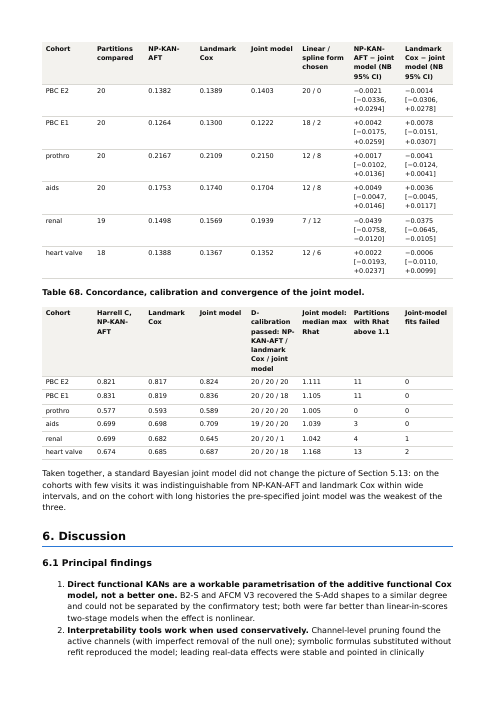 Cohort Partitions compared NP-KAN-AFT Landmark Cox Joint model Linear / spline form chosen NP-KAN-AFT − joint model (NB 95% CI) Landmark Cox − joint model (NB 95% CI)
PBC E2 20 0.1382 0.1389 0.1403 20 / 0 −0.0021 [−0.0336, +0.0294] −0.0014 [−0.0306, +0.0278]
PBC E1 20 0.1264 0.1300 0.1222 18 / 2 +0.0042 [−0.0175, +0.0259] +0.0078 [−0.0151, +0.0307]
prothro 20 0.2167 0.2109 0.2150 12 / 8 +0.0017 [−0.0102, +0.0136] −0.0041 [−0.0124, +0.0041]
aids 20 0.1753 0.1740 0.1704 12 / 8 +0.0049 [−0.0047, +0.0146] +0.0036 [−0.0045, +0.0117]
renal 19 0.1498 0.1569 0.1939 7 / 12 −0.0439 [−0.0758, −0.0120] −0.0375 [−0.0645, −0.0105]
heart valve 18 0.1388 0.1367 0.1352 12 / 6 +0.0022 [−0.0193, +0.0237] −0.0006 [−0.0110, +0.0099]
Table 68. Concordance, calibration and convergence of the joint model.
Cohort Harrell C, NP-KAN-AFT Landmark Cox Joint model D-calibration passed: NP-KAN-AFT / landmark Cox / joint model Joint model: median max Rhat Partitions with Rhat above 1.1 Joint-model fits failed
PBC E2 0.821 0.817 0.824 20 / 20 / 20 1.111 11 0
PBC E1 0.831 0.819 0.836 20 / 20 / 18 1.105 11 0
prothro 0.577 0.593 0.589 20 / 20 / 20 1.005 0 0
aids 0.699 0.698 0.709 19 / 20 / 20 1.039 3 0
renal 0.699 0.682 0.645 20 / 20 / 1 1.042 4 1
heart valve 0.674 0.685 0.687 20 / 20 / 18 1.168 13 2
Taken together, a standard Bayesian joint model did not change the picture of Section 5.13: on the
cohorts with few visits it was indistinguishable from NP-KAN-AFT and landmark Cox within wide
intervals, and on the cohort with long histories the pre-specified joint model was the weakest of the
three.
6. Discussion
6.1 Principal findings
1. Direct functional KANs are a workable parametrisation of the additive functional Cox
model, not a better one. B2-S and AFCM V3 recovered the S-Add shapes to a similar degree
and could not be separated by the confirmatory test; both were far better than linear-in-scores
two-stage models when the effect is nonlinear.
2. Interpretability tools work when used conservatively. Channel-level pruning found the
active channels (with imperfect removal of the null one); symbolic formulas substituted without
refit reproduced the model; leading real-data effects were stable and pointed in clinically